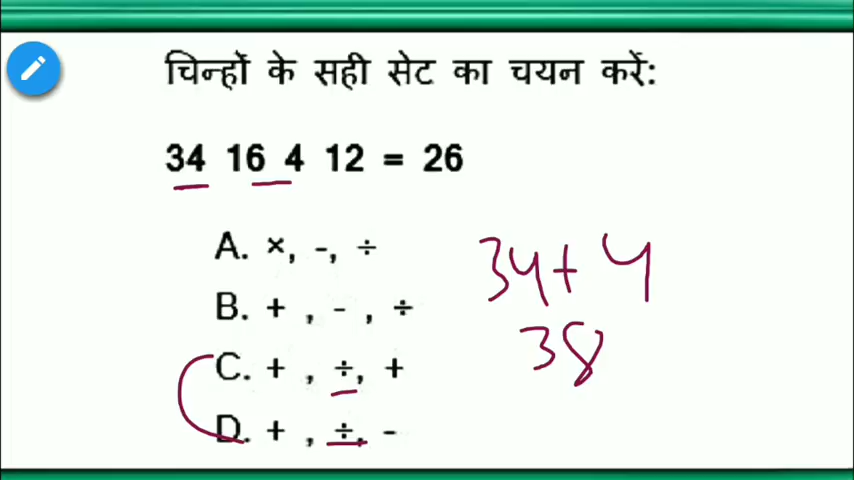 चिन्हों के सही सेट का चयन करें:
34 16 4 12 = 26
A. ×, -, ÷
B. + , - , ÷
34+ 4
C. + , ÷, +
38
D. + , ÷, -